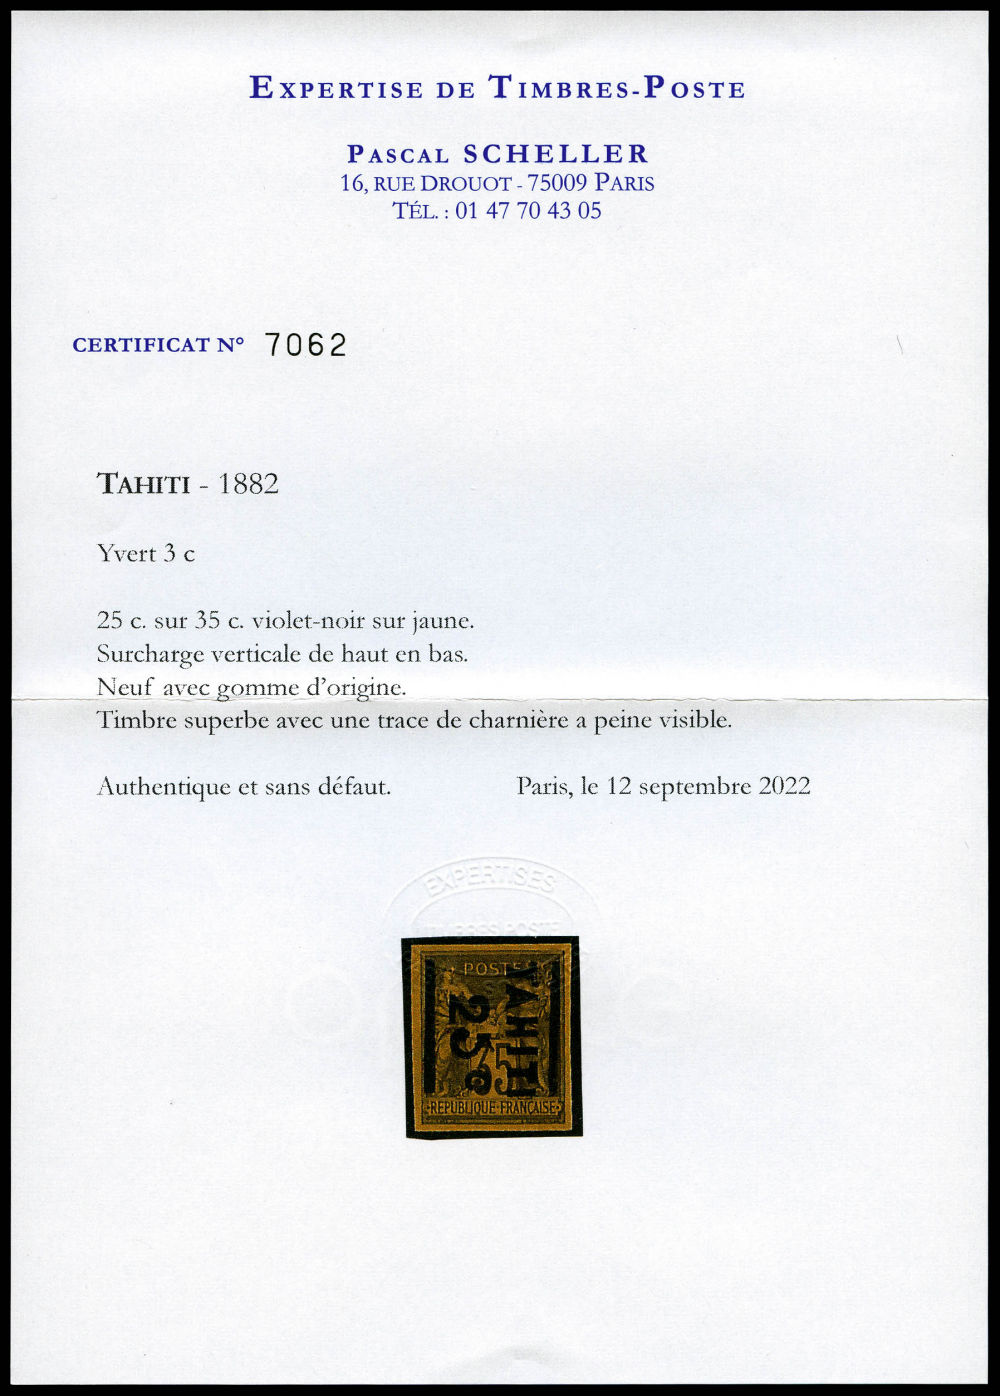 EXPERTISE DE TIMBRES-POSTE
PASCAL SCHELLER
16, RUE DROUOT - 75009 PARIS
TÉL. : 01 47 70 43 05
CERTIFICAT N° 7062
TAHITI - 1882
Yvert 3 c
25 c. sur 35 c. violet-noir sur jaune.
Surcharge verticale de haut en bas.
Neuf avec gomme d'origine.
Timbre superbe avec une trace de charnière a peine visible.
Authentique et sans défaut. Paris, le 12 septembre 2022
EXPERTISES
POSTES
TAHITI
25 c
35
REPUBLIQUE FRANÇAISE